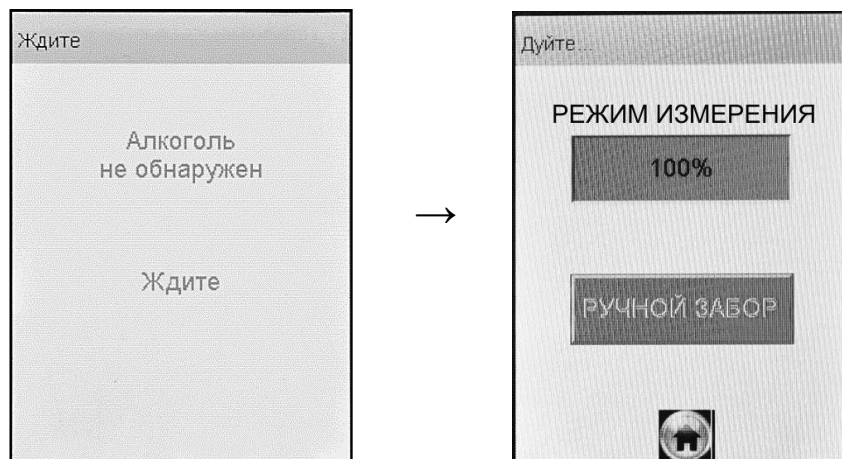 Ждите
Алкоголь
не обнаружен
Ждите
→
Дуйте...
РЕЖИМ ИЗМЕРЕНИЯ
100%
РУЧНОЙ ЗАБОР